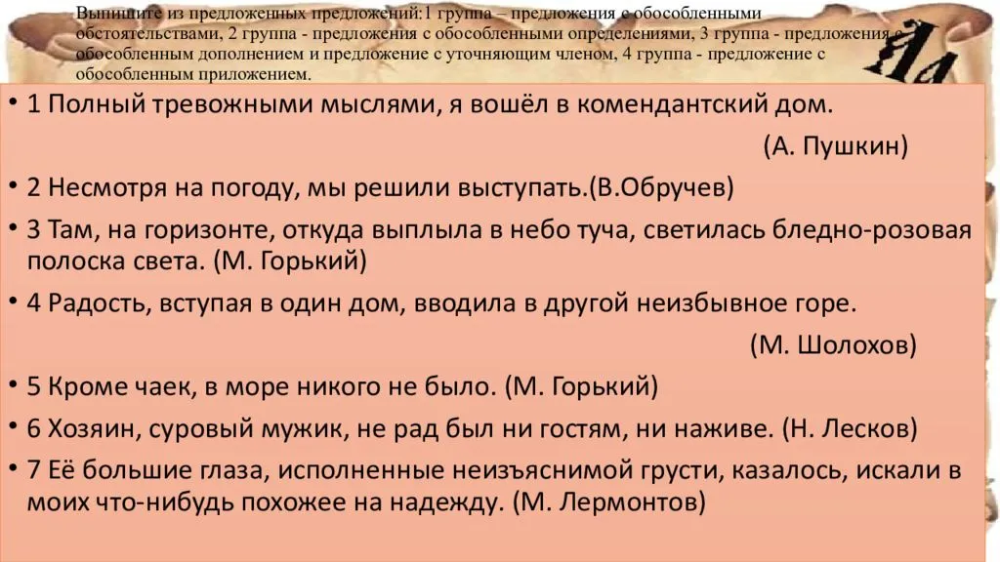 Выпишите из предложенных предложений:1 группа – предложения с обособленными
обстоятельствами, 2 группа - предложения с обособленными определениями, 3 группа - предложения с
обособленным дополнением и предложение с уточняющим членом, 4 группа - предложение с
обособленным приложением.
• 1 Полный тревожными мыслями, я вошёл в комендантский дом.
(А. Пушкин)
• 2 Несмотря на погоду, мы решили выступать.(В.Обручев)
• 3 Там, на горизонте, откуда выплыла в небо туча, светилась бледно-розовая
полоска света. (М. Горький)
• 4 Радость, вступая в один дом, вводила в другой неизбывное горе.
(М. Шолохов)
• 5 Кроме чаек, в море никого не было. (М. Горький)
• 6 Хозяин, суровый мужик, не рад был ни гостям, ни наживе. (Н. Лесков)
• 7 Её большие глаза, исполненные неизъяснимой грусти, казалось, искали в
моих что-нибудь похожее на надежду. (М. Лермонтов)